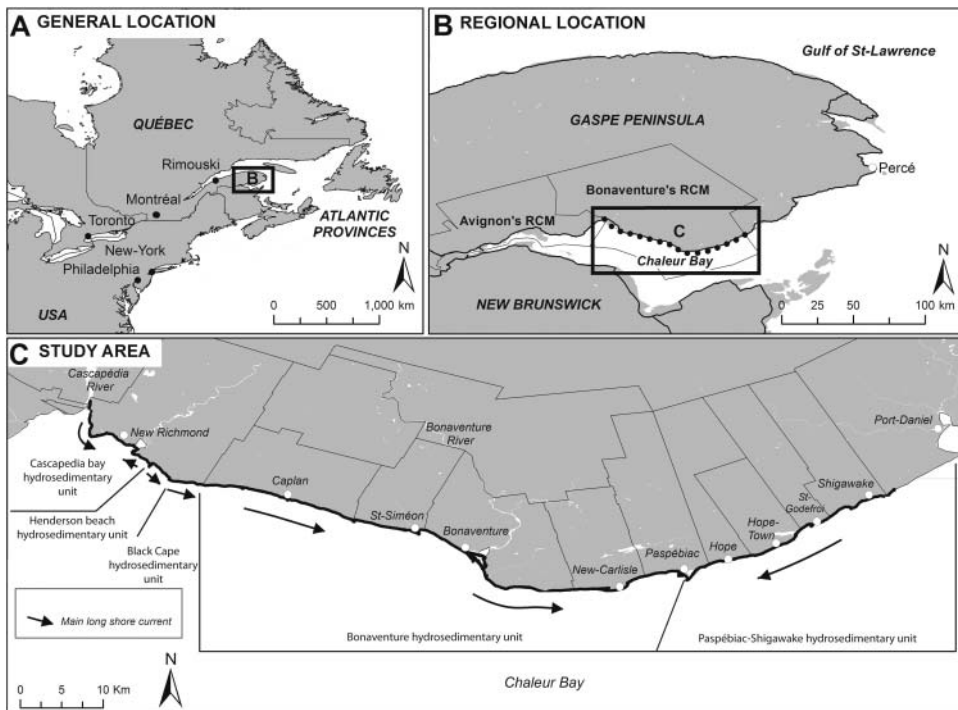 A GENERAL LOCATION
QUÉBEC
Rimouski
B
Montréal
Toronto
ATLANTIC
PROVINCES
New-York
Philadelphia
N
USA
0 500 1,000 km
B REGIONAL LOCATION
Gulf of St-Lawrence
GASPE PENINSULA
Percé
Bonaventure's RCM
Avignon's RCM
C
Chaleur Bay
N
NEW BRUNSWICK
0 25 50 100 km
C STUDY AREA
Cascapédia
River
New Richmond
Port-Daniel
Bonaventure
River
Cascapedia bay
hydrosedimentary
unit
Caplan
Shigawake
St-
Godefroi
St-Siméon
Henderson beach
hydrosedimentary unit
Bonaventure
Hope-
Town
Black Cape
hydrosedimentary
unit
Paspébiac
Hope
New-Carlisle
Main long shore current
Bonaventure hydrosedimentary unit
Paspébiac-Shigawake hydrosedimentary unit
N
0 5 10 Km
Chaleur Bay